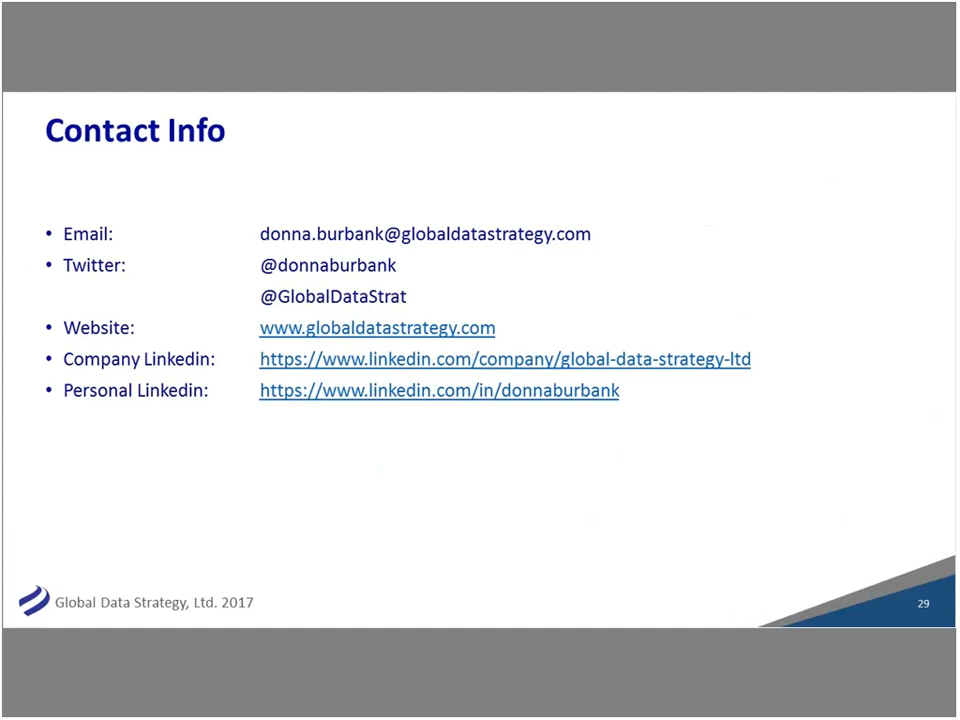 Contact Info
• Email: donna.burbank@globaldatastrategy.com
• Twitter: @donnaburbank
@GlobalDataStrat
• Website: www.globaldatastrategy.com
• Company Linkedin: https://www.linkedin.com/company/global-data-strategy-ltd
• Personal Linkedin: https://www.linkedin.com/in/donnaburbank
Global Data Strategy, Ltd. 2017
29